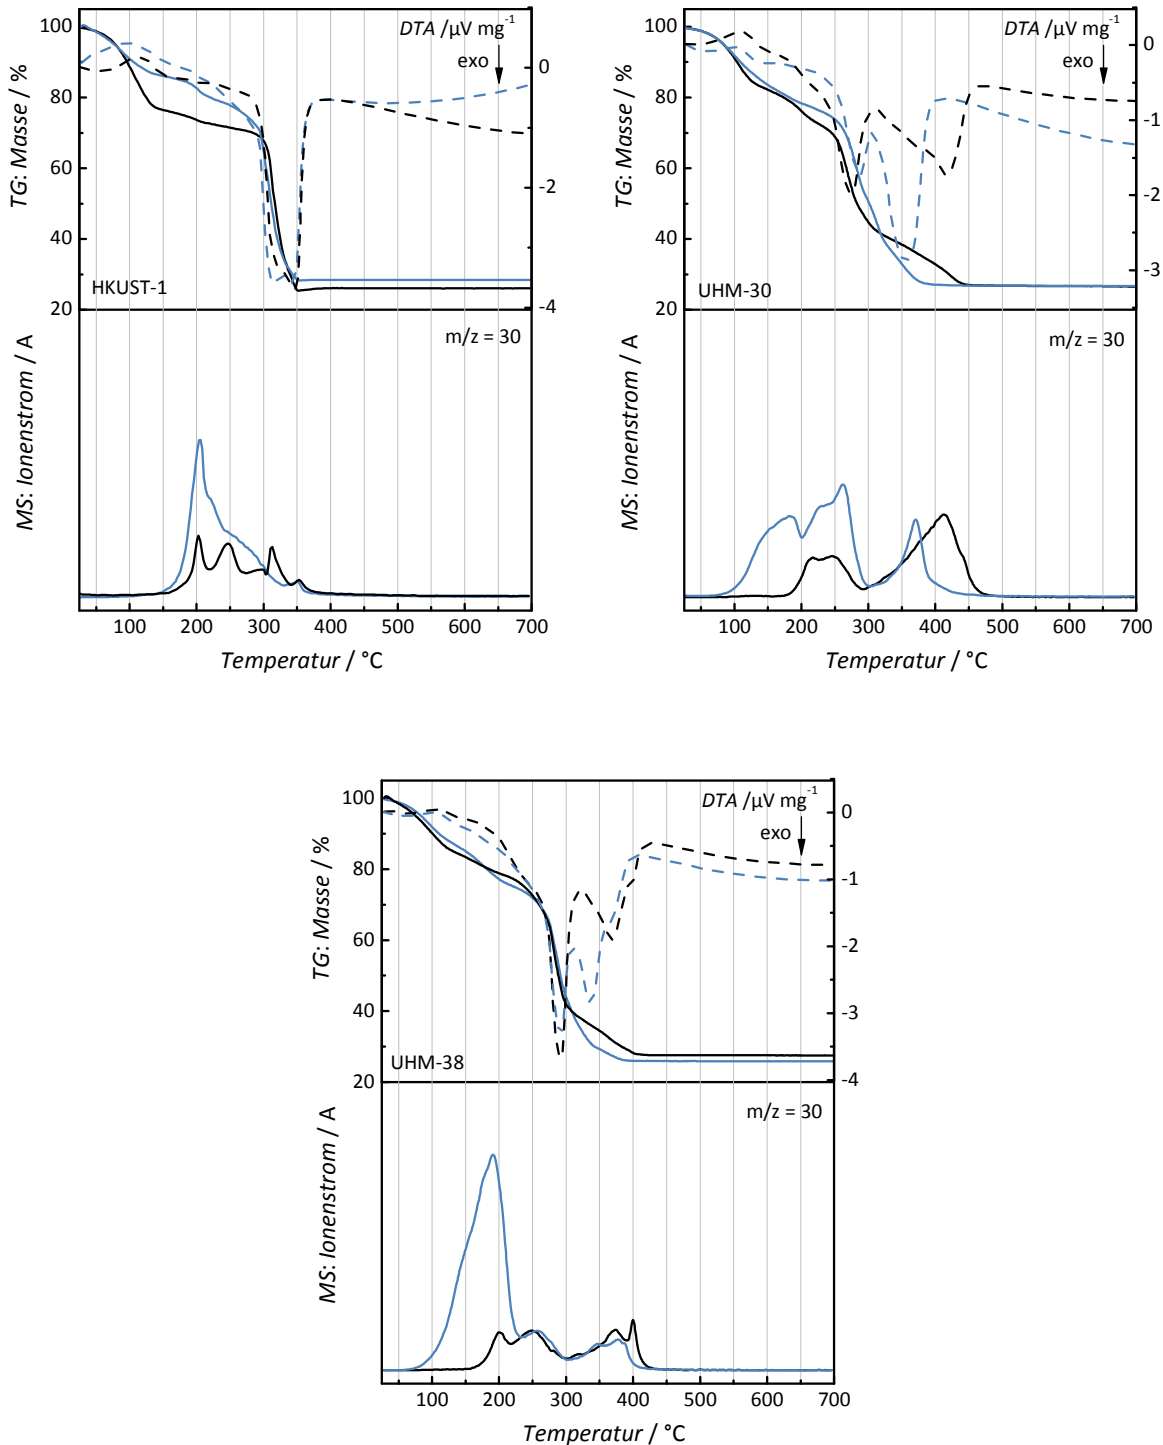 DTA /µV mg⁻¹
exo
TG: Masse / %
100
80
60
40
20
0
-2
-4
HKUST-1
m/z = 30
MS: Ionenstrom / A
100 200 300 400 500 600 700
Temperatur / °C
DTA /µV mg⁻¹
exo
TG: Masse / %
100
80
60
40
20
0
-1
-2
-3
UHM-30
m/z = 30
MS: Ionenstrom / A
100 200 300 400 500 600 700
Temperatur / °C
DTA /µV mg⁻¹
exo
TG: Masse / %
100
80
60
40
20
0
-1
-2
-3
-4
UHM-38
m/z = 30
MS: Ionenstrom / A
100 200 300 400 500 600 700
Temperatur / °C